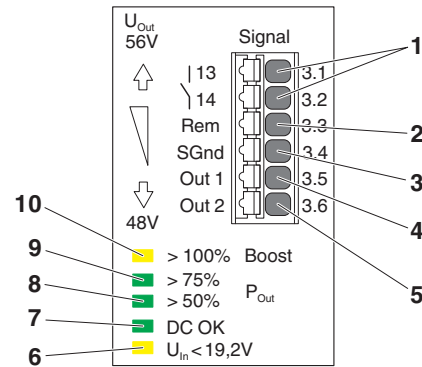 U_Out
56V
Signal
1
13
3.1
14
3.2
Rem
3.3
2
SGnd
3.4
3
Out 1
3.5
4
Out 2
3.6
5
48V
10
> 100% Boost
9
> 75%
8
> 50%
P_Out
7
DC OK
6
U_In < 19,2V